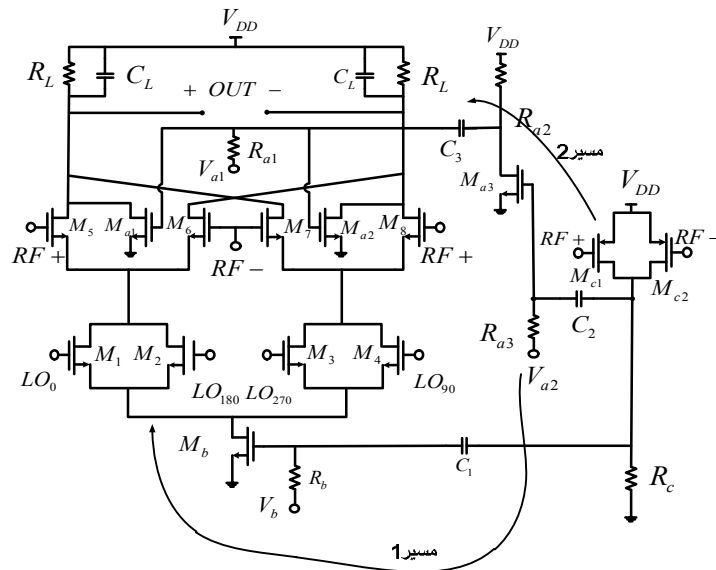 V_DD
V_DD
R_L
C_L
+ OUT −
C_L
R_L
R_a1
V_a1
C_3
R_a2
مسير2
M_a3
V_DD
M_5
M_a1
M_6
M_7
M_a2
M_8
RF +
RF −
RF +
RF +
RF −
M_c1
M_c2
C_2
R_a3
V_a2
M_1
M_2
M_3
M_4
LO_0
LO_180
LO_270
LO_90
M_b
R_b
V_b
C_1
R_c
مسير1